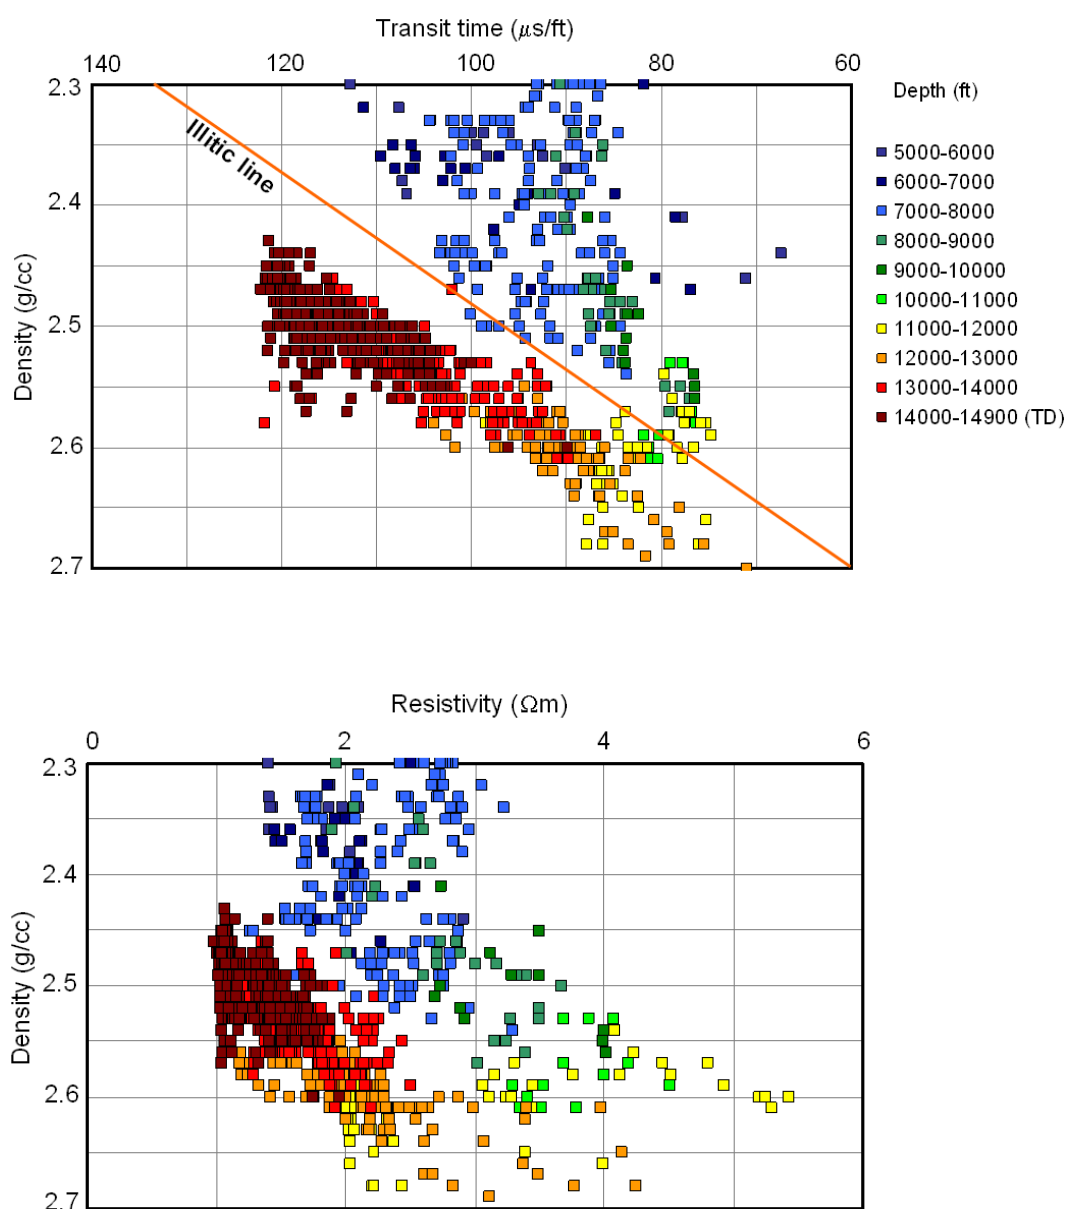 Transit time (μs/ft)
140 120 100 80 60
2.3
2.4
2.5
2.6
2.7
Density (g/cc)
Illitic line
Depth (ft)
5000-6000
6000-7000
7000-8000
8000-9000
9000-10000
10000-11000
11000-12000
12000-13000
13000-14000
14000-14900 (TD)
Resistivity (Ωm)
0 2 4 6
2.3
2.4
2.5
2.6
2.7
Density (g/cc)